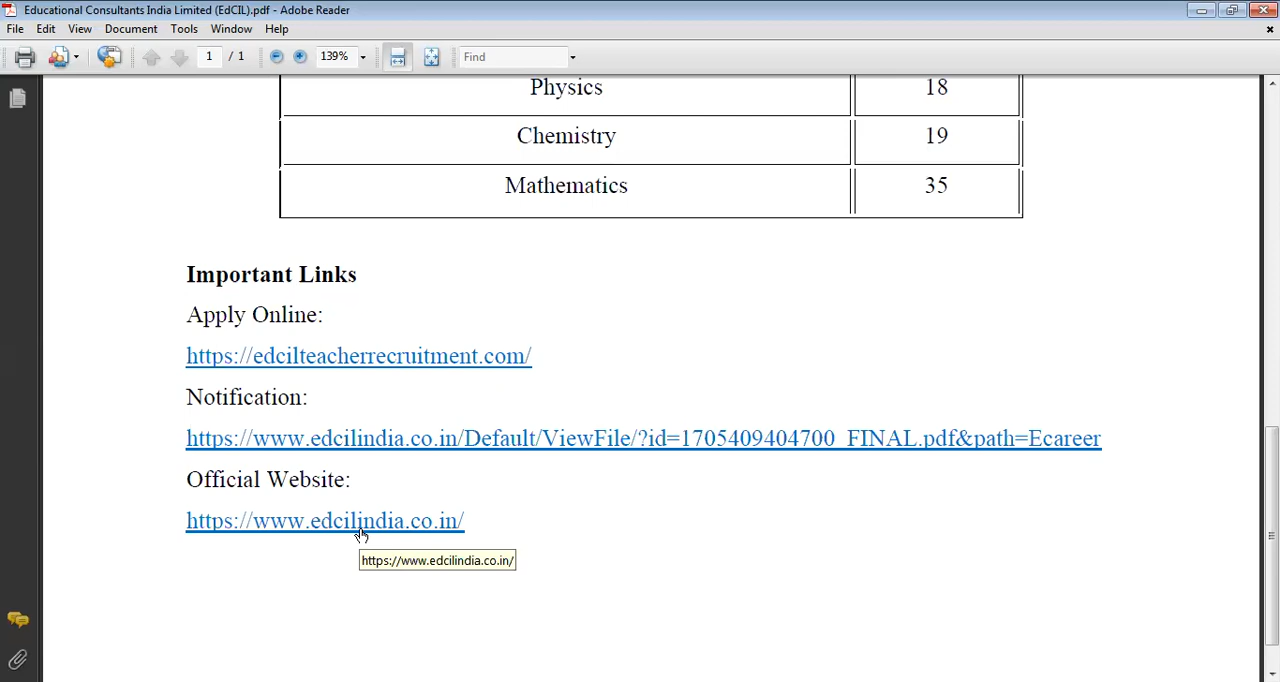 Educational Consultants India Limited (EdCIL).pdf - Adobe Reader
File Edit View Document Tools Window Help
1 / 1 139% Find
Physics 18
Chemistry 19
Mathematics 35
Important Links
Apply Online:
https://edcilteacherrecruitment.com/
Notification:
https://www.edcilindia.co.in/Default/ViewFile/?id=1705409404700_FINAL.pdf&path=Ecareer
Official Website:
https://www.edcilindia.co.in/
https://www.edcilindia.co.in/